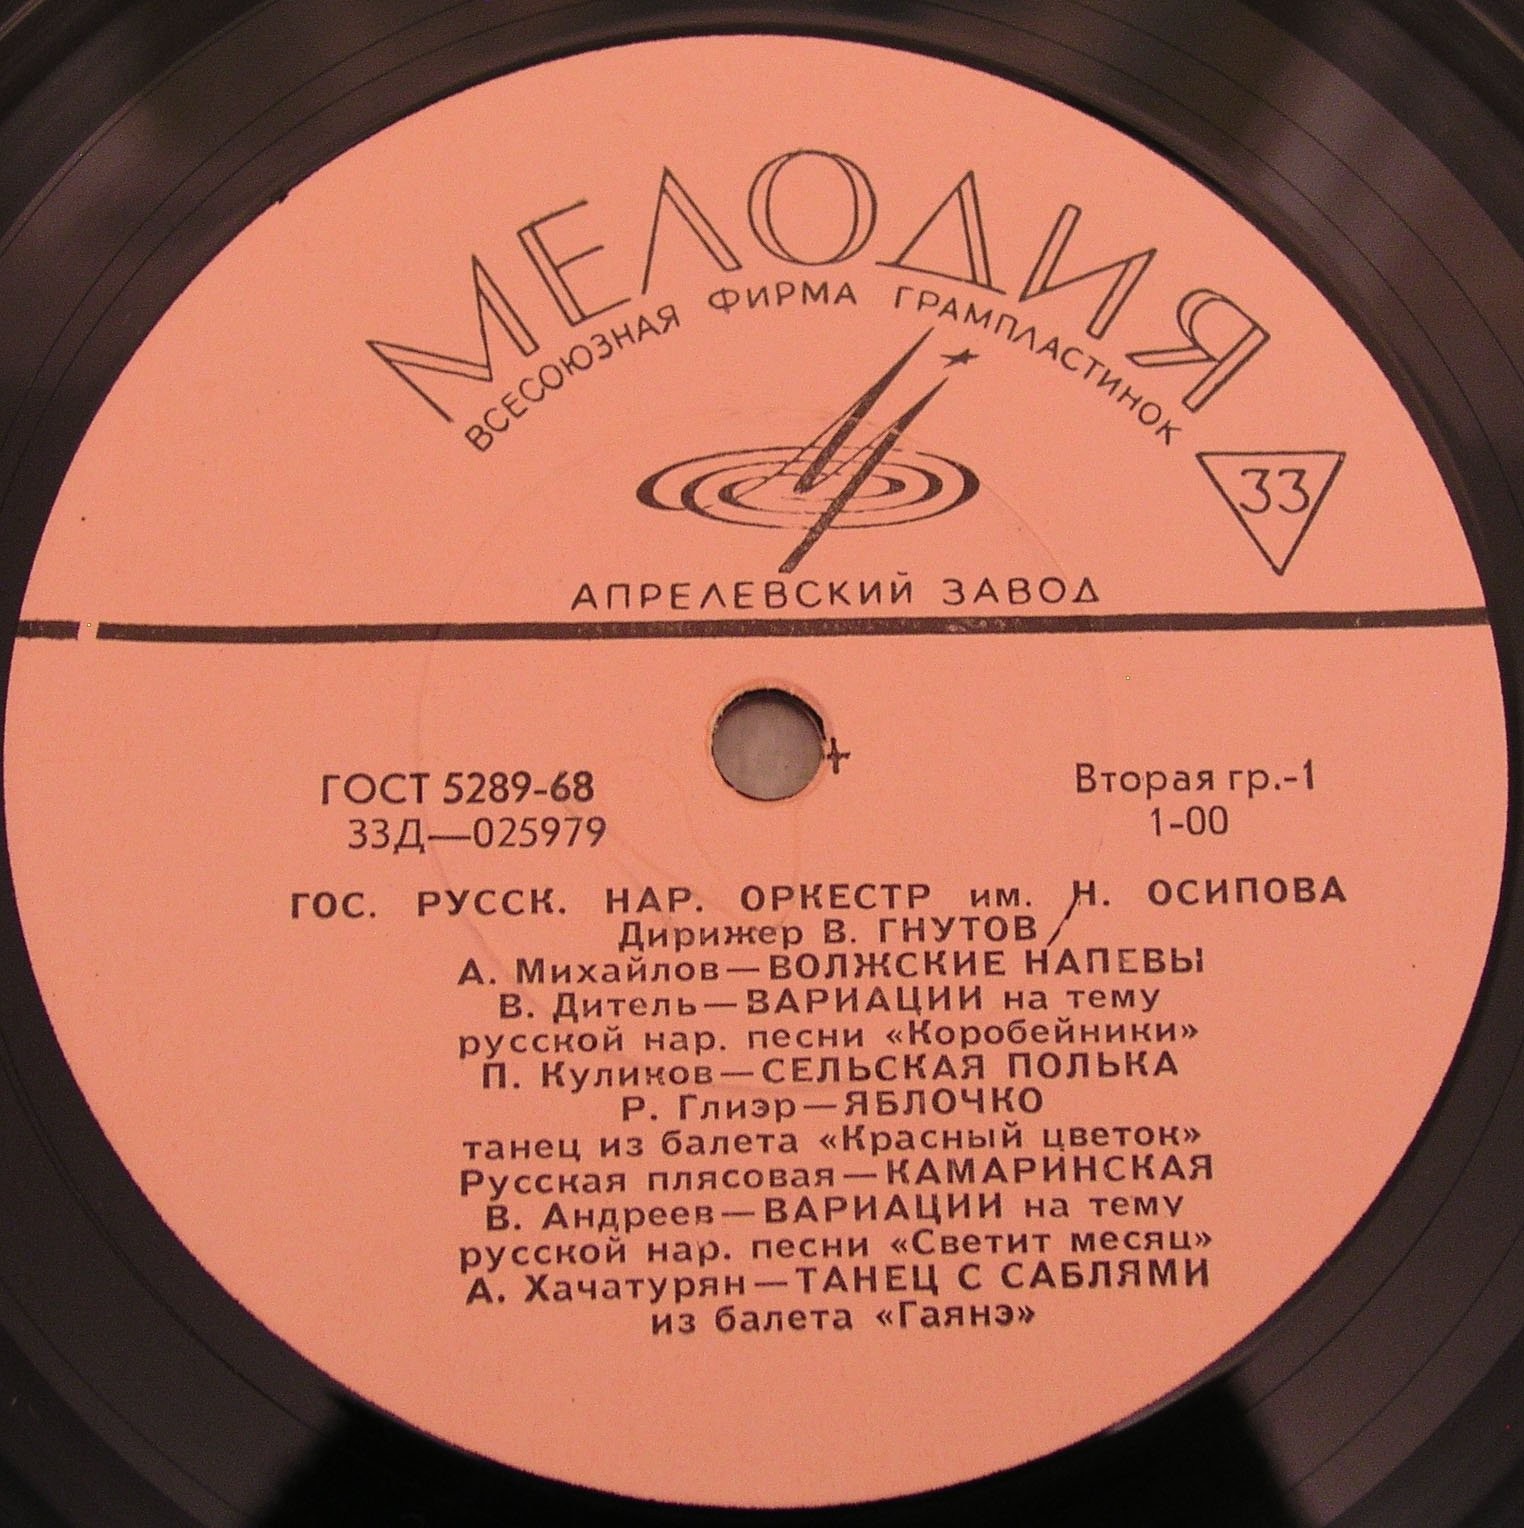 МЕЛОДИЯ
ВСЕСОЮЗНАЯ ФИРМА ГРАМПЛАСТИНОК
33
АПРЕЛЕВСКИЙ ЗАВОД
ГОСТ 5289-68
33Д—025979
Вторая гр.-1
1-00
ГОС. РУССК. НАР. ОРКЕСТР им. Н. ОСИПОВА
Дирижер В. ГНУТОВ
А. Михайлов—ВОЛЖСКИЕ НАПЕВЫ
В. Дитель—ВАРИАЦИИ на тему
русской нар. песни «Коробейники»
П. Куликов—СЕЛЬСКАЯ ПОЛЬКА
Р. Глиэр—ЯБЛОЧКО
танец из балета «Красный цветок»
Русская плясовая—КАМАРИНСКАЯ
В. Андреев—ВАРИАЦИИ на тему
русской нар. песни «Светит месяц»
А. Хачатурян—ТАНЕЦ С САБЛЯМИ
из балета «Гаянэ»